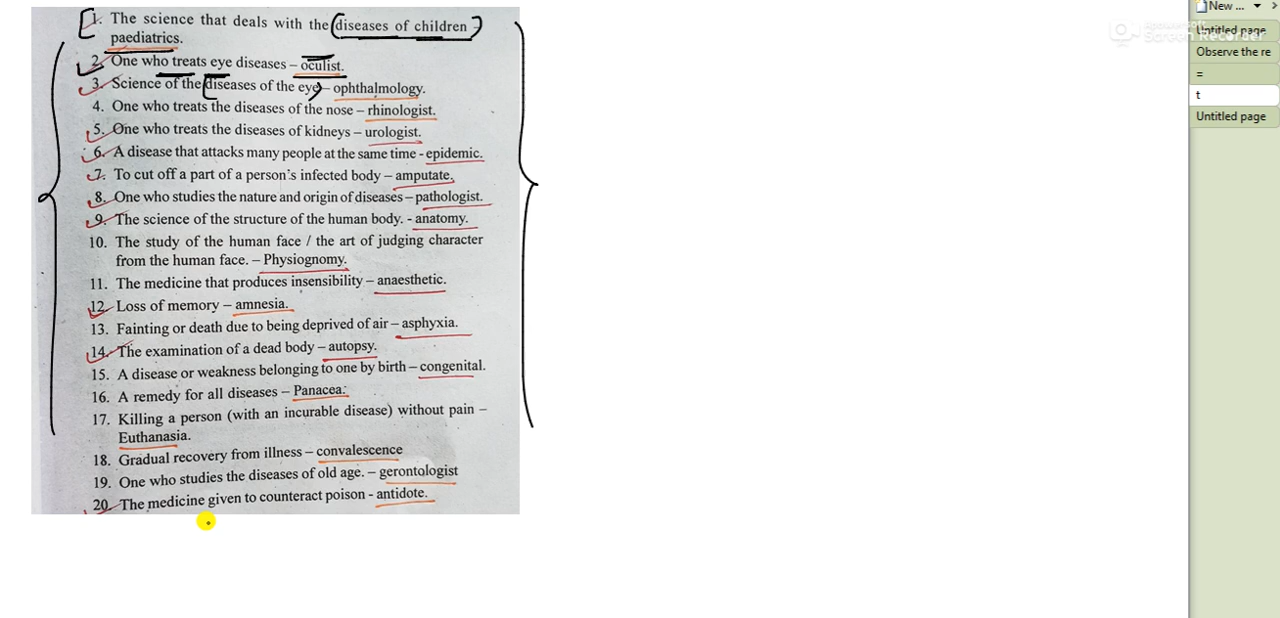 1. The science that deals with the diseases of children -
paediatrics.
2. One who treats eye diseases – oculist.
3. Science of the diseases of the eye – ophthalmology.
4. One who treats the diseases of the nose – rhinologist.
5. One who treats the diseases of kidneys – urologist.
6. A disease that attacks many people at the same time - epidemic.
7. To cut off a part of a person's infected body – amputate.
8. One who studies the nature and origin of diseases – pathologist.
9. The science of the structure of the human body. - anatomy.
10. The study of the human face / the art of judging character
from the human face. – Physiognomy.
11. The medicine that produces insensibility – anaesthetic.
12. Loss of memory – amnesia.
13. Fainting or death due to being deprived of air – asphyxia.
14. The examination of a dead body – autopsy.
15. A disease or weakness belonging to one by birth – congenital.
16. A remedy for all diseases – Panacea.
17. Killing a person (with an incurable disease) without pain –
Euthanasia.
18. Gradual recovery from illness – convalescence
19. One who studies the diseases of old age. – gerontologist
20. The medicine given to counteract poison - antidote.
New ...
Untitled page
Observe the re
=
t
Untitled page
Screen Recorder